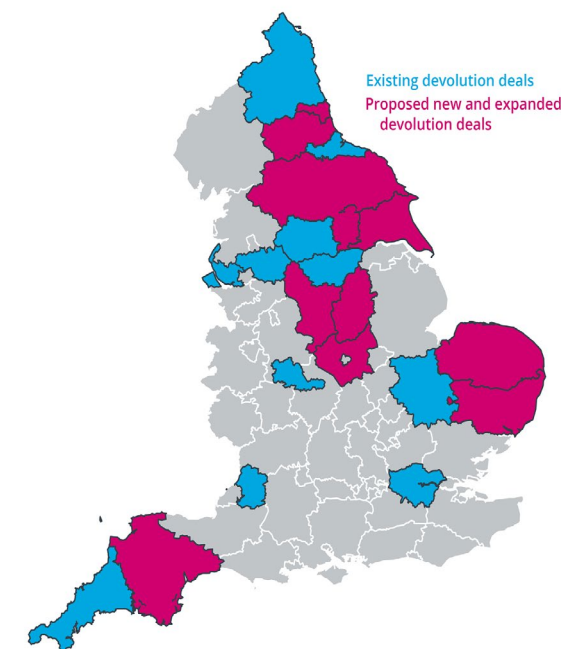 Existing devolution deals
Proposed new and expanded
devolution deals